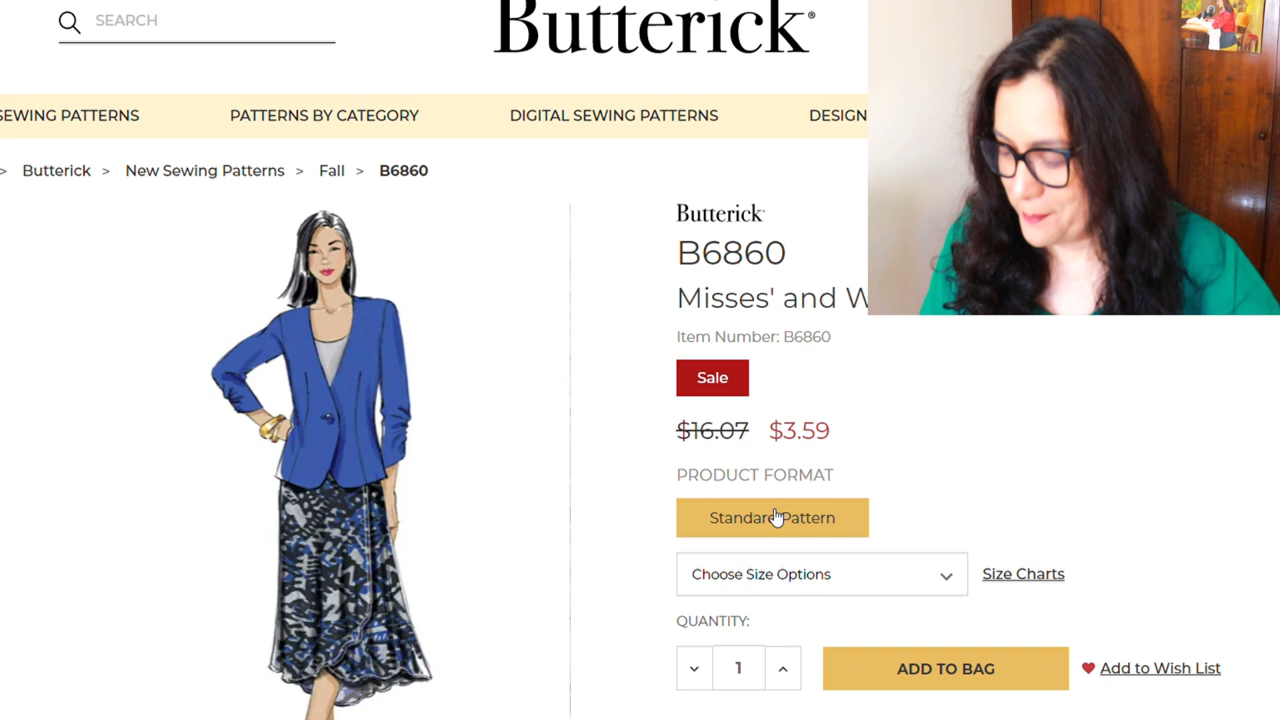 SEARCH
Butterick®
SEWING PATTERNS
PATTERNS BY CATEGORY
DIGITAL SEWING PATTERNS
DESIGN
> Butterick > New Sewing Patterns > Fall > B6860
Butterick
B6860
Misses' and W
Item Number: B6860
Sale
$16.07 $3.59
PRODUCT FORMAT
Standard Pattern
Choose Size Options
Size Charts
QUANTITY:
1
ADD TO BAG
Add to Wish List